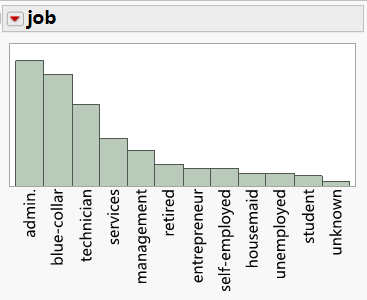 job
admin.
blue-collar
technician
services
management
retired
entrepreneur
self-employed
housemaid
unemployed
student
unknown